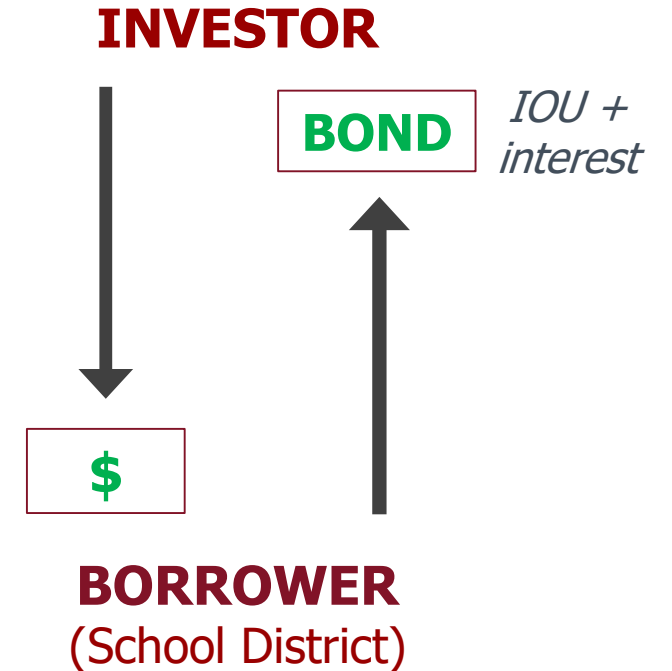 INVESTOR
BOND
IOU +
interest
$
BORROWER
(School District)